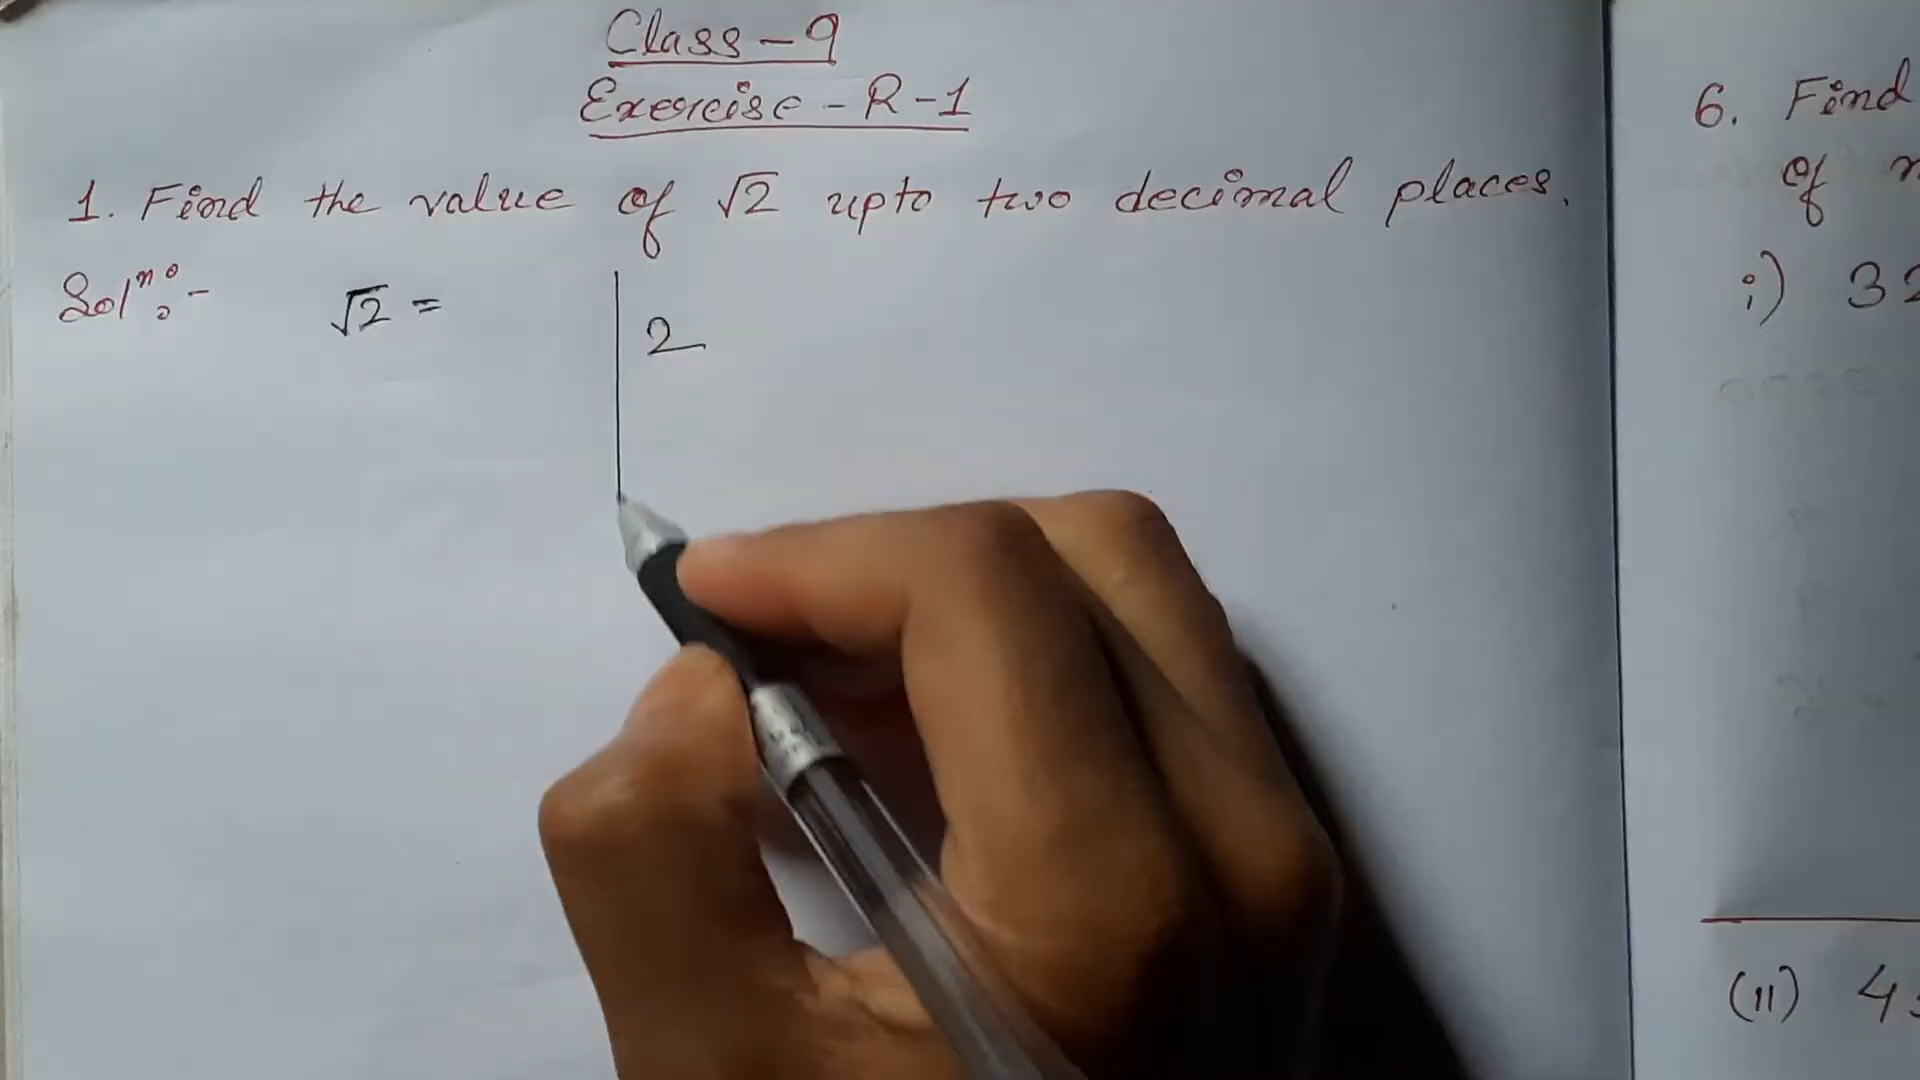 Class - 9
Exercise - R - 1
1. Find the value of √2 upto two decimal places.
Solⁿ:- √2 =
2
6. Find
of
i) 3
(11) 4